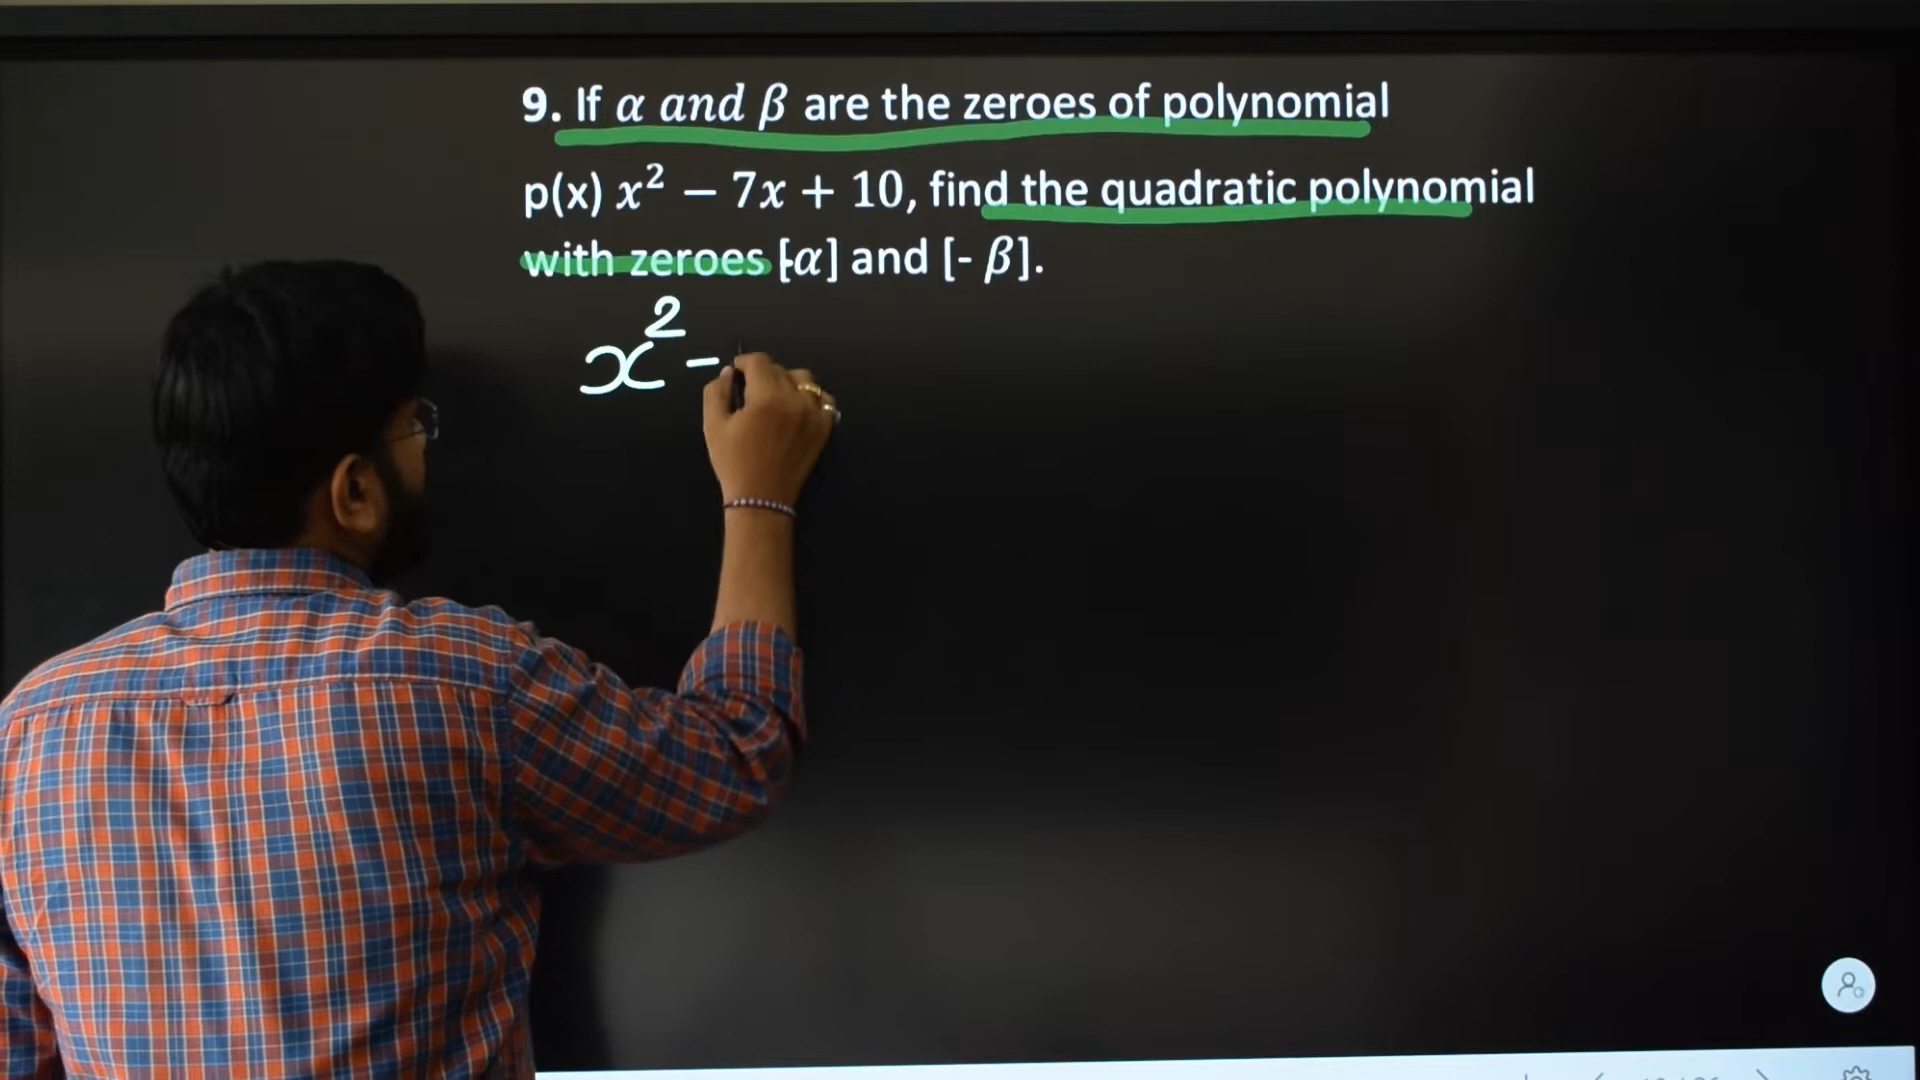 9. If α and β are the zeroes of polynomial
p(x) x² − 7x + 10, find the quadratic polynomial
with zeroes [-α] and [- β].
x² -